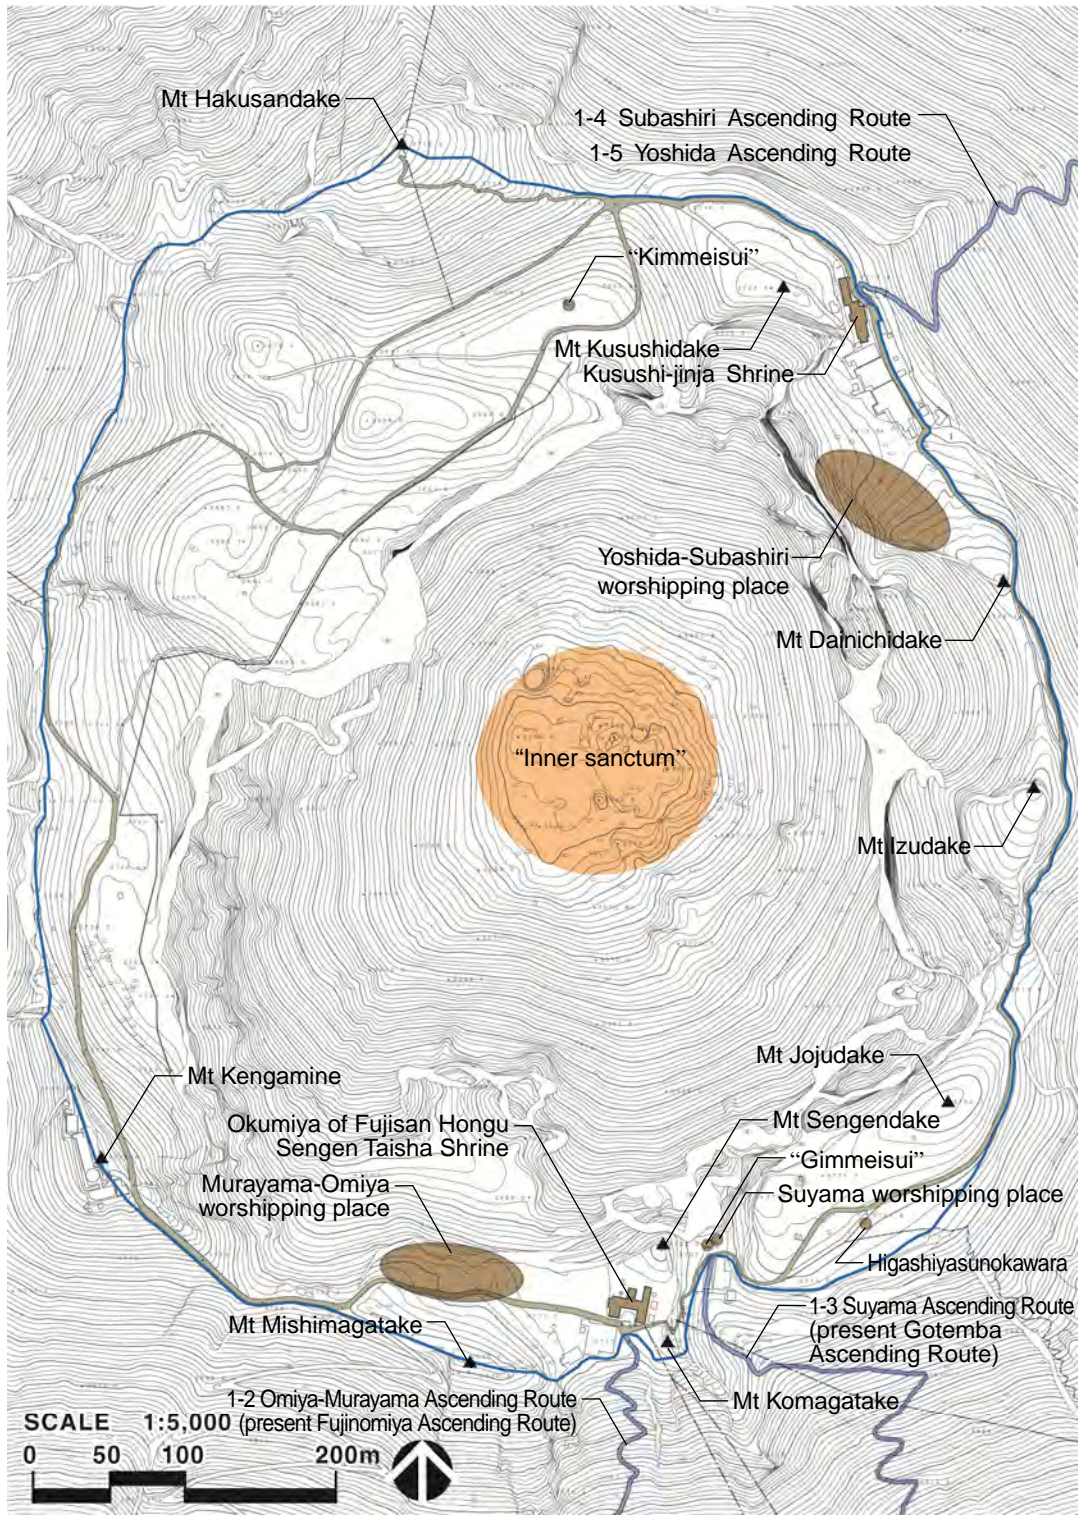 Mt Hakusandake
1-4 Subashiri Ascending Route
1-5 Yoshida Ascending Route
“Kimmeisui”
Mt Kusushidake
Kusushi-jinja Shrine
Yoshida-Subashiri
worshipping place
Mt Dainichidake
“Inner sanctum”
Mt Izudake
Mt Jojudake
Mt Kengamine
Mt Sengendake
Okumiya of Fujisan Hongu
Sengen Taisha Shrine
“Gimmeisui”
Murayama-Omiya
worshipping place
Suyama worshipping place
Higashiyasunokawara
1-3 Suyama Ascending Route
(present Gotemba
Ascending Route)
Mt Mishimagatake
Mt Komagatake
1-2 Omiya-Murayama Ascending Route
(present Fujinomiya Ascending Route)
SCALE 1:5,000
0 50 100 200m